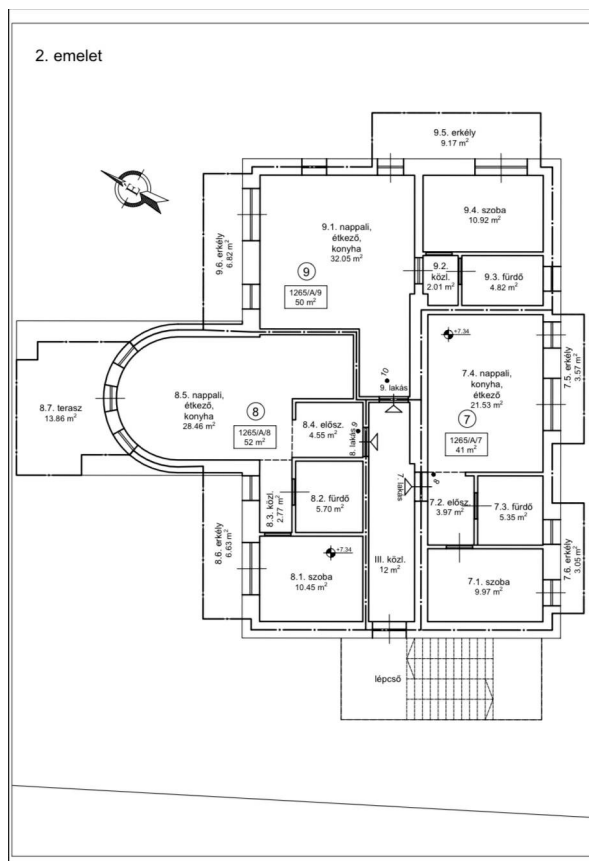 2. emelet
9.5. erkély
9.17 m²
9.4. szoba
10.92 m²
9.1. nappali,
étkező,
konyha
32.05 m²
9.6. erkély
6.82 m²
9.2.
közl.
2.01 m²
9.3. fürdő
4.82 m²
9
1265/A/9
50 m²
+7.34
7.4. nappali,
konyha,
étkező
21.53 m²
7.5. erkély
3.57 m²
10
9. lakás
8.7. terasz
13.86 m²
8.5. nappali,
étkező,
konyha
28.46 m²
8
1265/A/8
52 m²
8.4. elősz.
4.55 m²
9
8. lakás
7
1265/A/7
41 m²
7. lakás
8
8.3. közl.
2.77 m²
8.2. fürdő
5.70 m²
7.2. elősz.
3.97 m²
7.3. fürdő
5.35 m²
8.6. erkély
6.63 m²
+7.34
8.1. szoba
10.45 m²
III. közl.
12 m²
7.1. szoba
9.97 m²
7.6. erkély
3.05 m²
lépcső